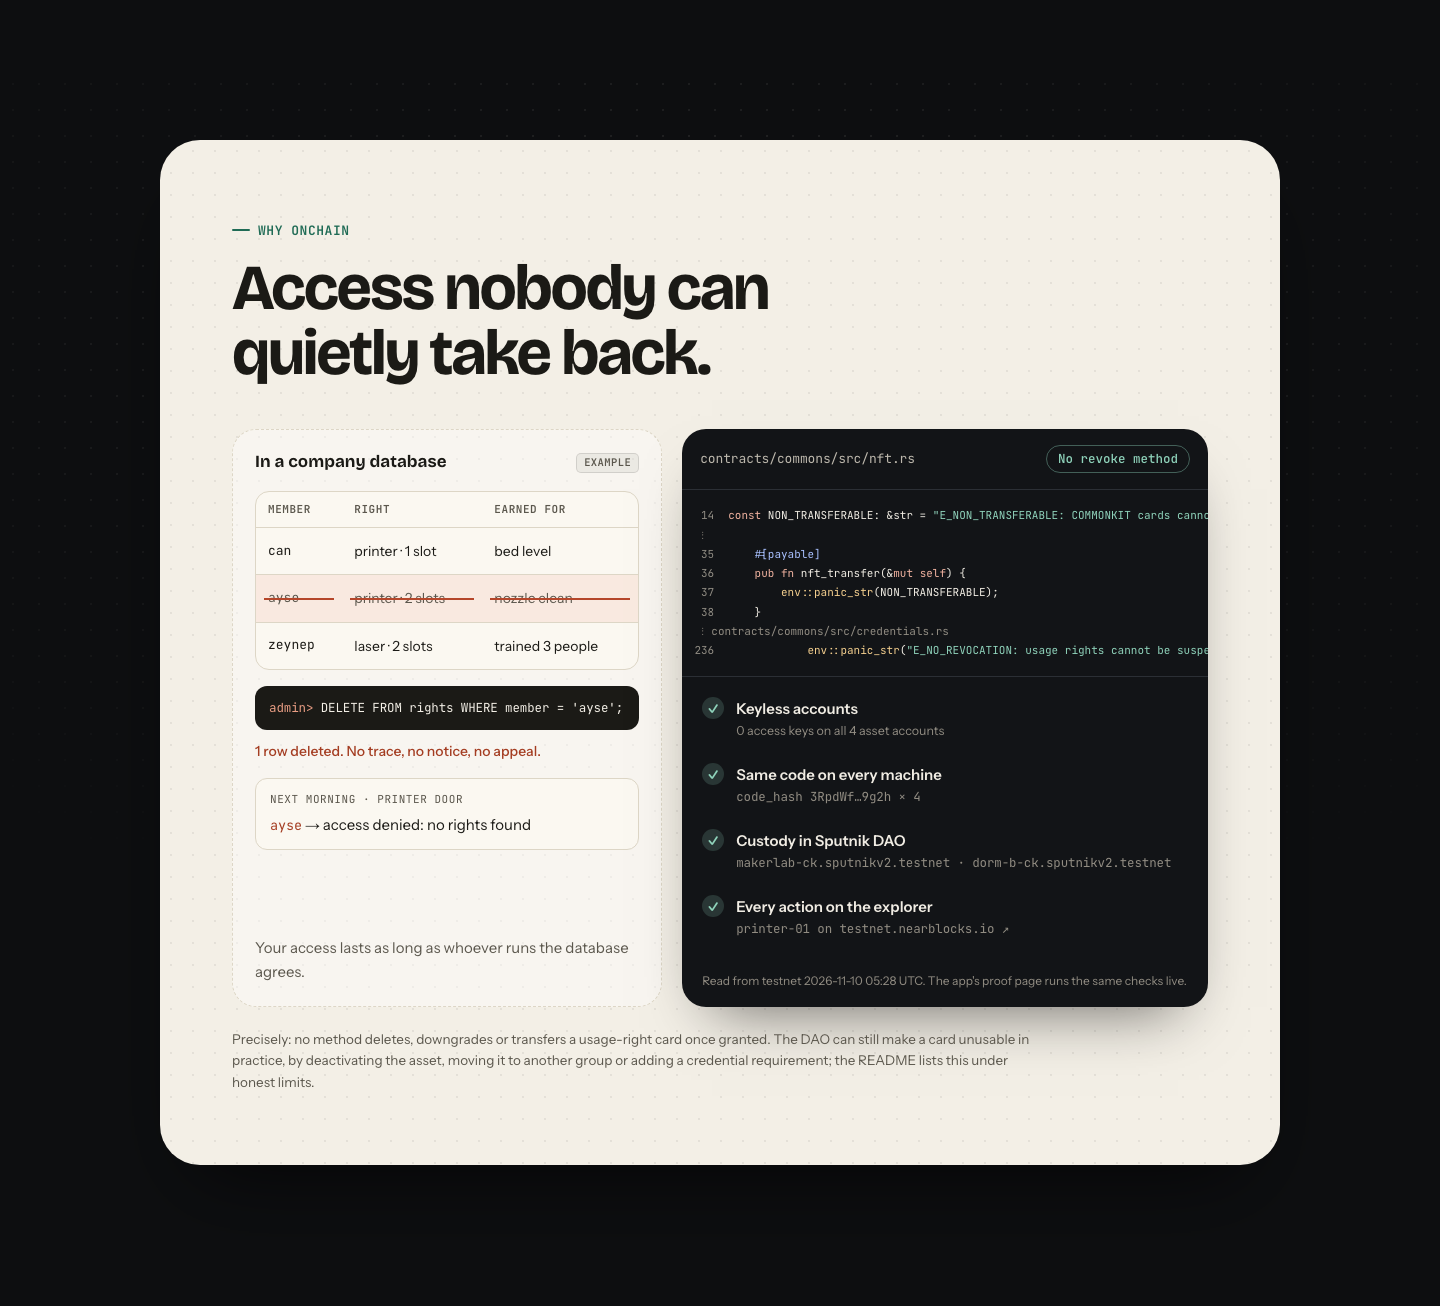 WHY ONCHAIN
Access nobody can
quietly take back.
In a company database
EXAMPLE
MEMBER RIGHT EARNED FOR
can printer · 1 slot bed level
ayse printer · 2 slots nozzle clean
zeynep laser · 2 slots trained 3 people
admin> DELETE FROM rights WHERE member = 'ayse';
1 row deleted. No trace, no notice, no appeal.
NEXT MORNING · PRINTER DOOR
ayse → access denied: no rights found
Your access lasts as long as whoever runs the database
agrees.
contracts/commons/src/nft.rs
No revoke method
14 const NON_TRANSFERABLE: &str = "E_NON_TRANSFERABLE: COMMONKIT cards canno
⋮
35 #[payable]
36 pub fn nft_transfer(&mut self) {
37 env::panic_str(NON_TRANSFERABLE);
38 }
⋮ contracts/commons/src/credentials.rs
236 env::panic_str("E_NO_REVOCATION: usage rights cannot be suspe
Keyless accounts
0 access keys on all 4 asset accounts
Same code on every machine
code_hash 3RpdWf…9g2h × 4
Custody in Sputnik DAO
makerlab-ck.sputnikv2.testnet · dorm-b-ck.sputnikv2.testnet
Every action on the explorer
printer-01 on testnet.nearblocks.io ↗
Read from testnet 2026-11-10 05:28 UTC. The app's proof page runs the same checks live.
Precisely: no method deletes, downgrades or transfers a usage-right card once granted. The DAO can still make a card unusable in
practice, by deactivating the asset, moving it to another group or adding a credential requirement; the README lists this under
honest limits.